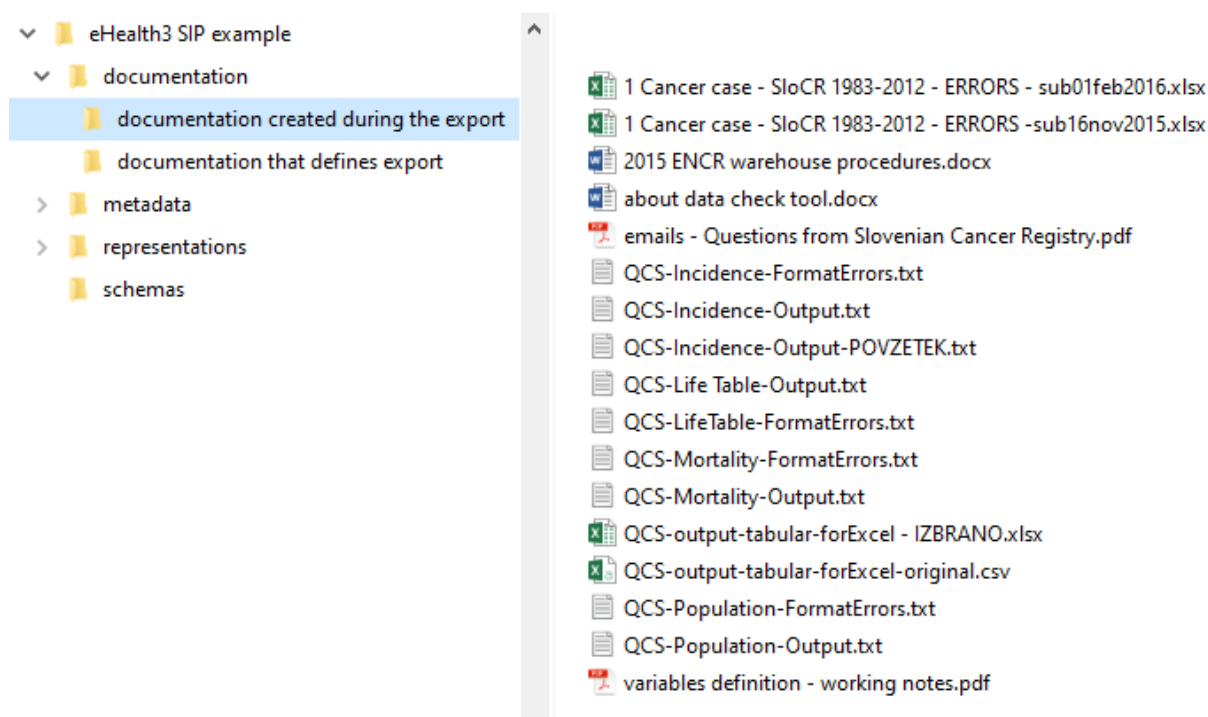 eHealth3 SIP example
documentation
documentation created during the export
documentation that defines export
metadata
representations
schemas
1 Cancer case - SloCR 1983-2012 - ERRORS - sub01feb2016.xlsx
1 Cancer case - SloCR 1983-2012 - ERRORS -sub16nov2015.xlsx
2015 ENCR warehouse procedures.docx
about data check tool.docx
emails - Questions from Slovenian Cancer Registry.pdf
QCS-Incidence-FormatErrors.txt
QCS-Incidence-Output.txt
QCS-Incidence-Output-POVZETEK.txt
QCS-Life Table-Output.txt
QCS-LifeTable-FormatErrors.txt
QCS-Mortality-FormatErrors.txt
QCS-Mortality-Output.txt
QCS-output-tabular-forExcel - IZBRANO.xlsx
QCS-output-tabular-forExcel-original.csv
QCS-Population-FormatErrors.txt
QCS-Population-Output.txt
variables definition - working notes.pdf